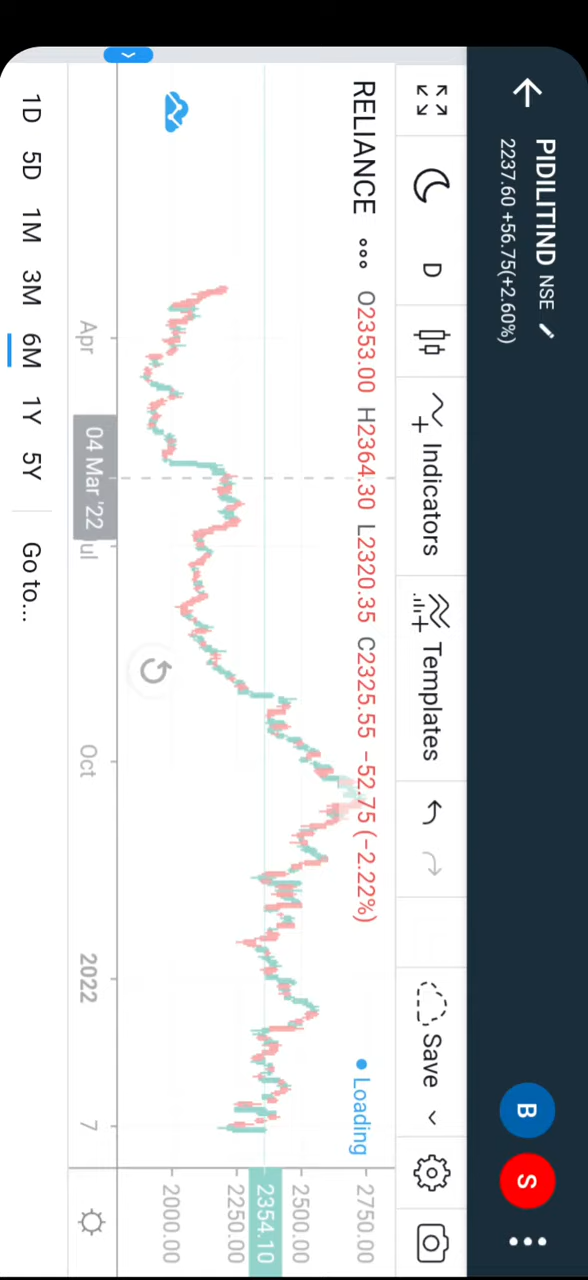 PIDILITIND NSE
2237.60 +56.75(+2.60%)
B
S
D
Indicators
Templates
Save
RELIANCE O2353.00 H2364.30 L2320.35 C2325.55 −52.75 (−2.22%)
Loading
2750.00
2500.00
2354.10
2250.00
2000.00
Apr
04 Mar '22
ul
Oct
2022
7
1D 5D 1M 3M 6M 1Y 5Y Go to...